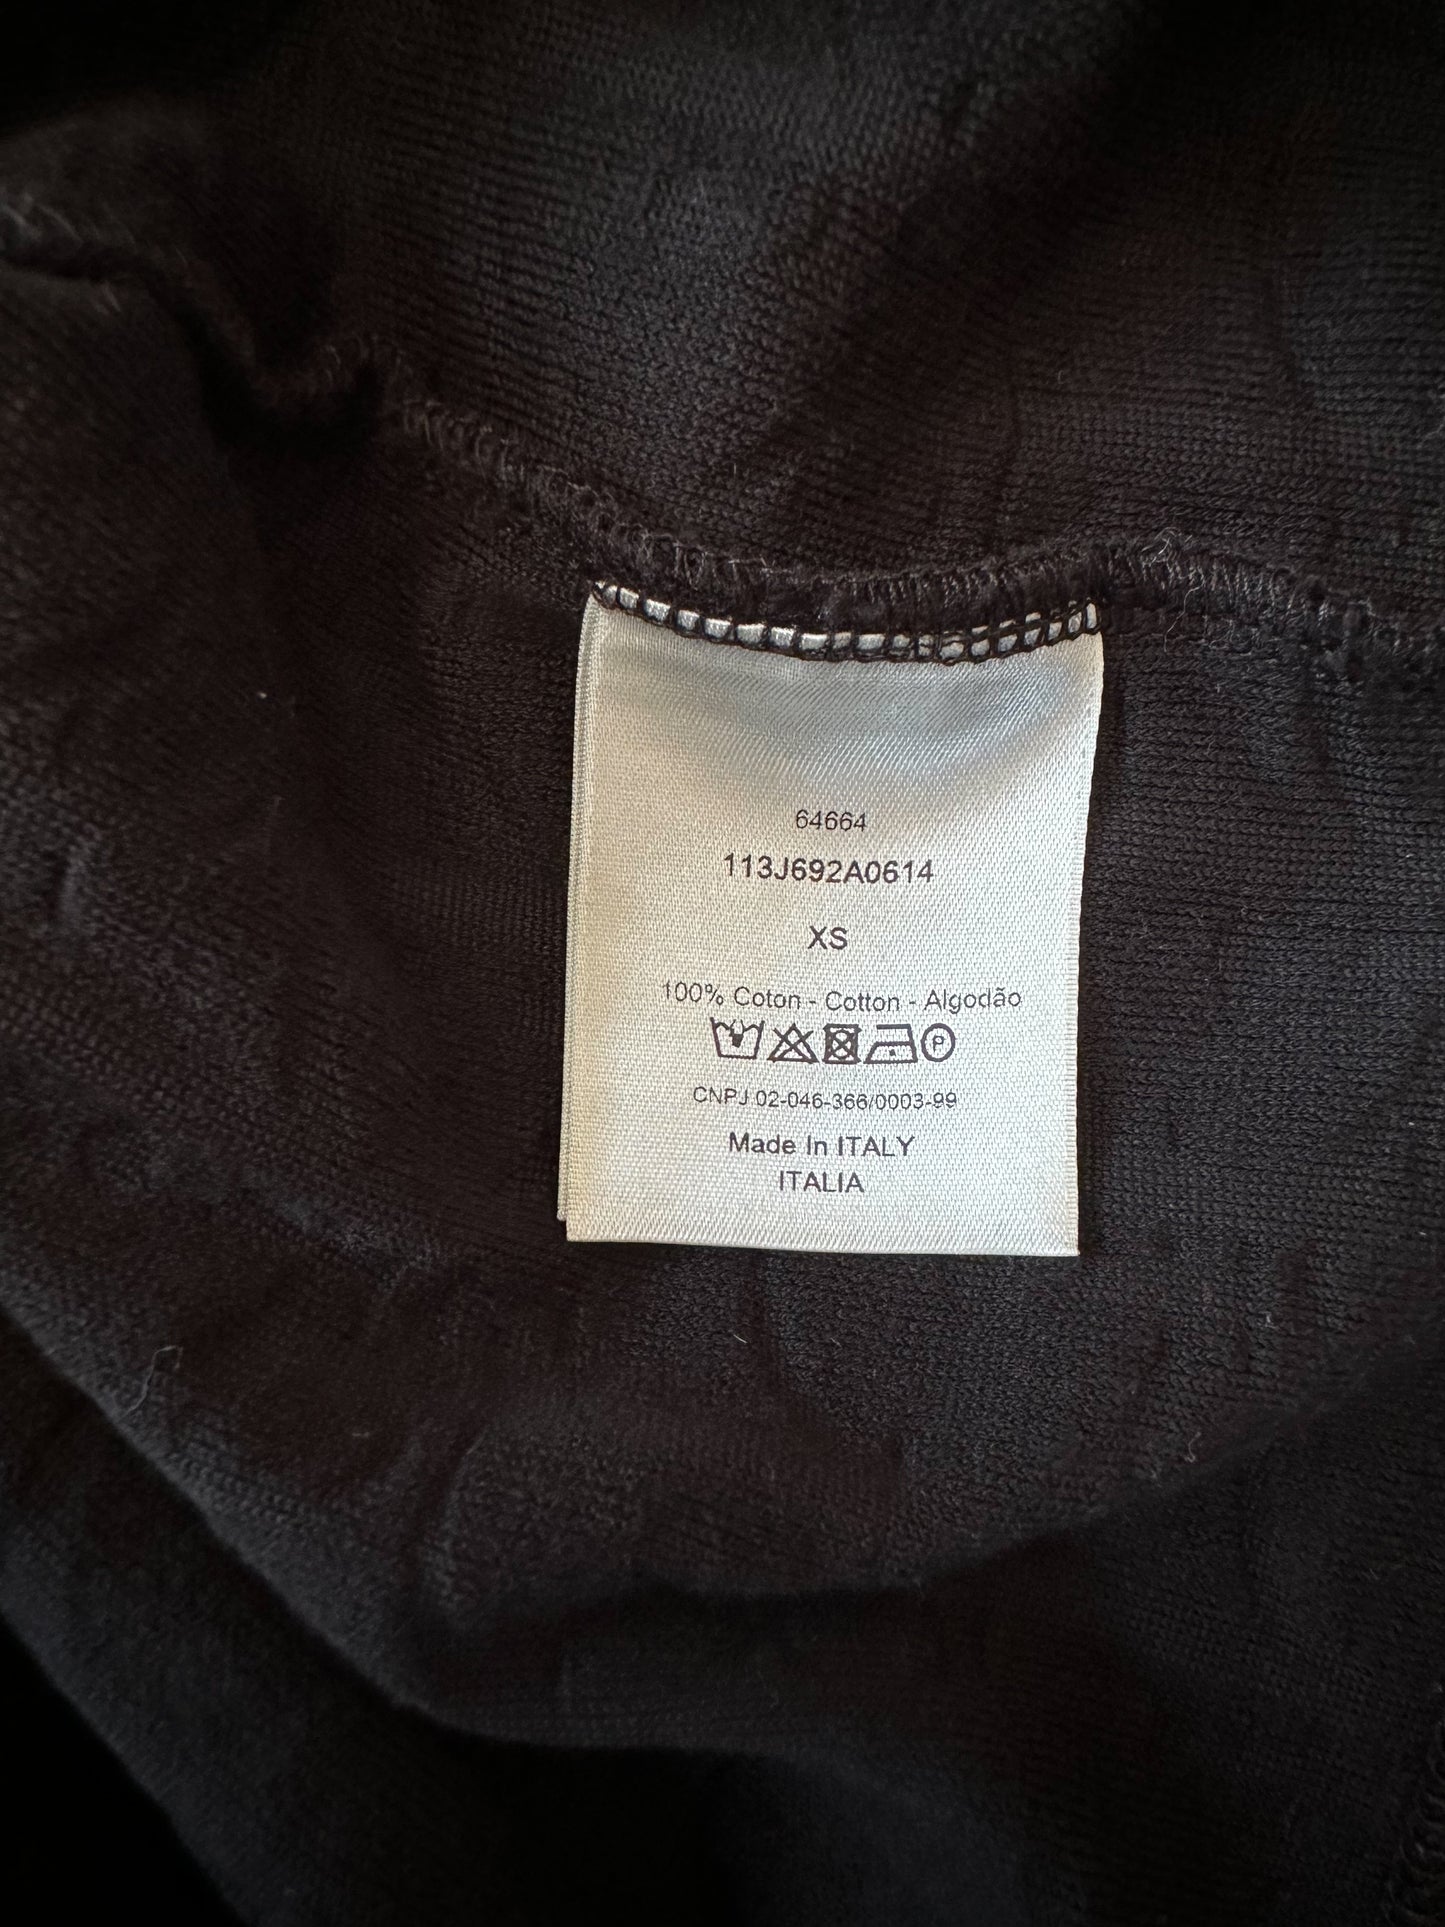 64664
113J692A0614
XS
100% Coton - Cotton - Algodão
P
CNPJ 02-046-366/0003-99
Made In ITALY
ITALIA